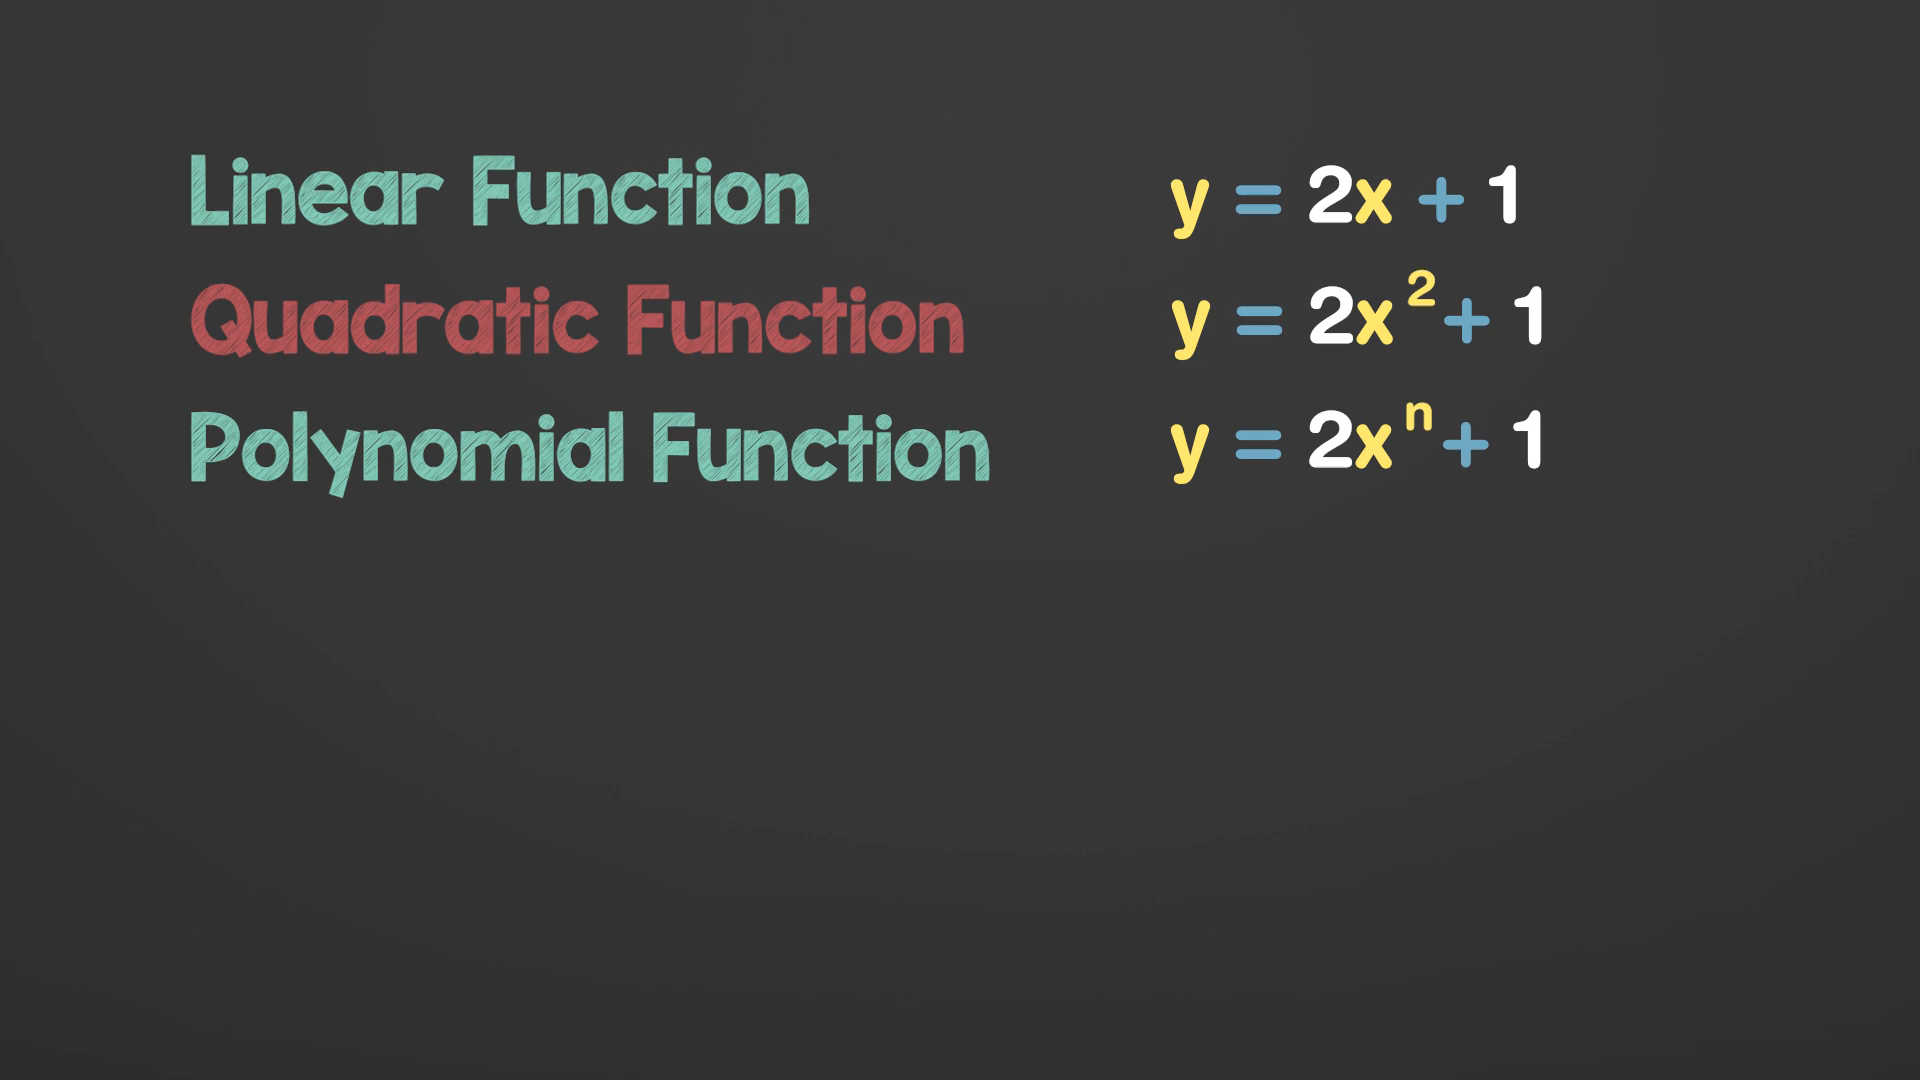 Linear Function y = 2x + 1
Quadratic Function y = 2x² + 1
Polynomial Function y = 2xⁿ + 1